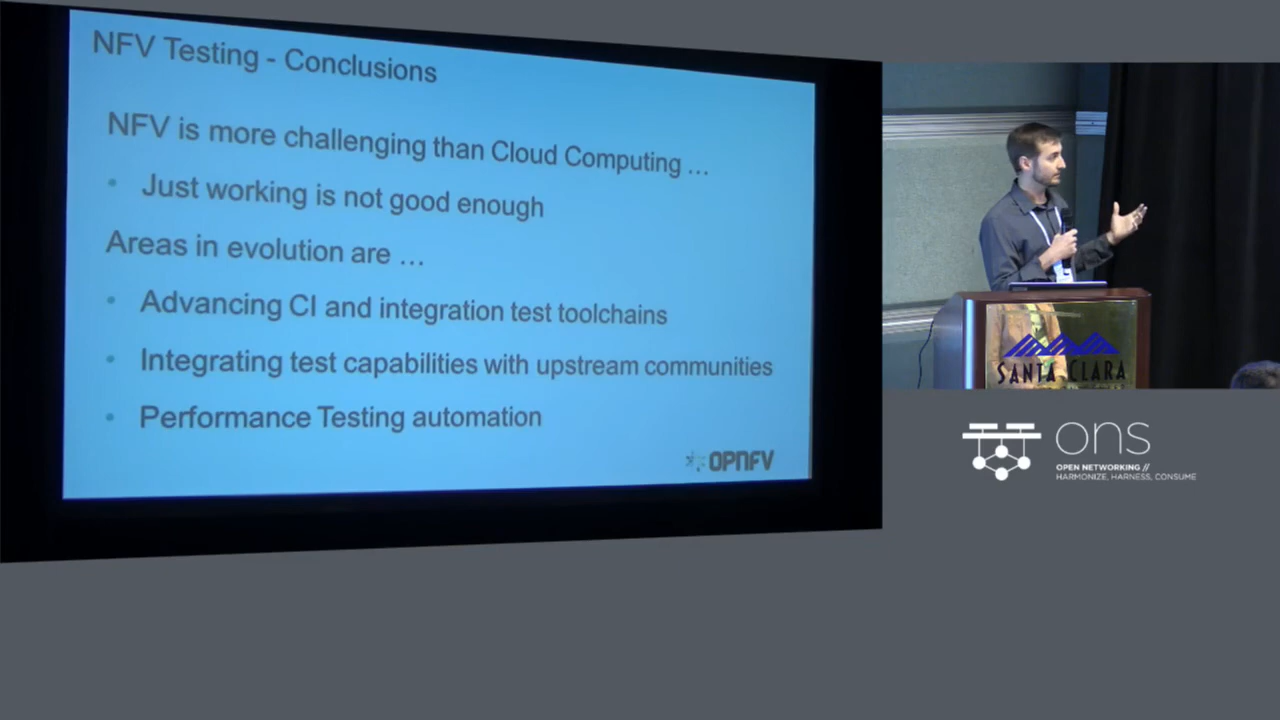 NFV Testing - Conclusions
NFV is more challenging than Cloud Computing ...
• Just working is not good enough
Areas in evolution are ...
• Advancing CI and integration test toolchains
• Integrating test capabilities with upstream communities
• Performance Testing automation
OPNFV
SANTA CLARA
ons
OPEN NETWORKING //
HARMONIZE, HARNESS, CONSUME